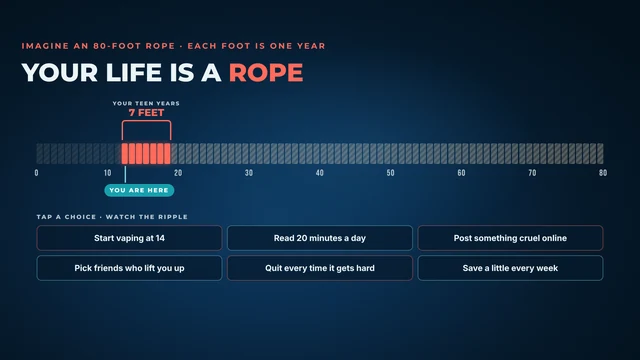 IMAGINE AN 80-FOOT ROPE · EACH FOOT IS ONE YEAR
YOUR LIFE IS A ROPE
YOUR TEEN YEARS
7 FEET
0 10 20 30 40 50 60 70 80
YOU ARE HERE
TAP A CHOICE · WATCH THE RIPPLE
Start vaping at 14
Read 20 minutes a day
Post something cruel online
Pick friends who lift you up
Quit every time it gets hard
Save a little every week